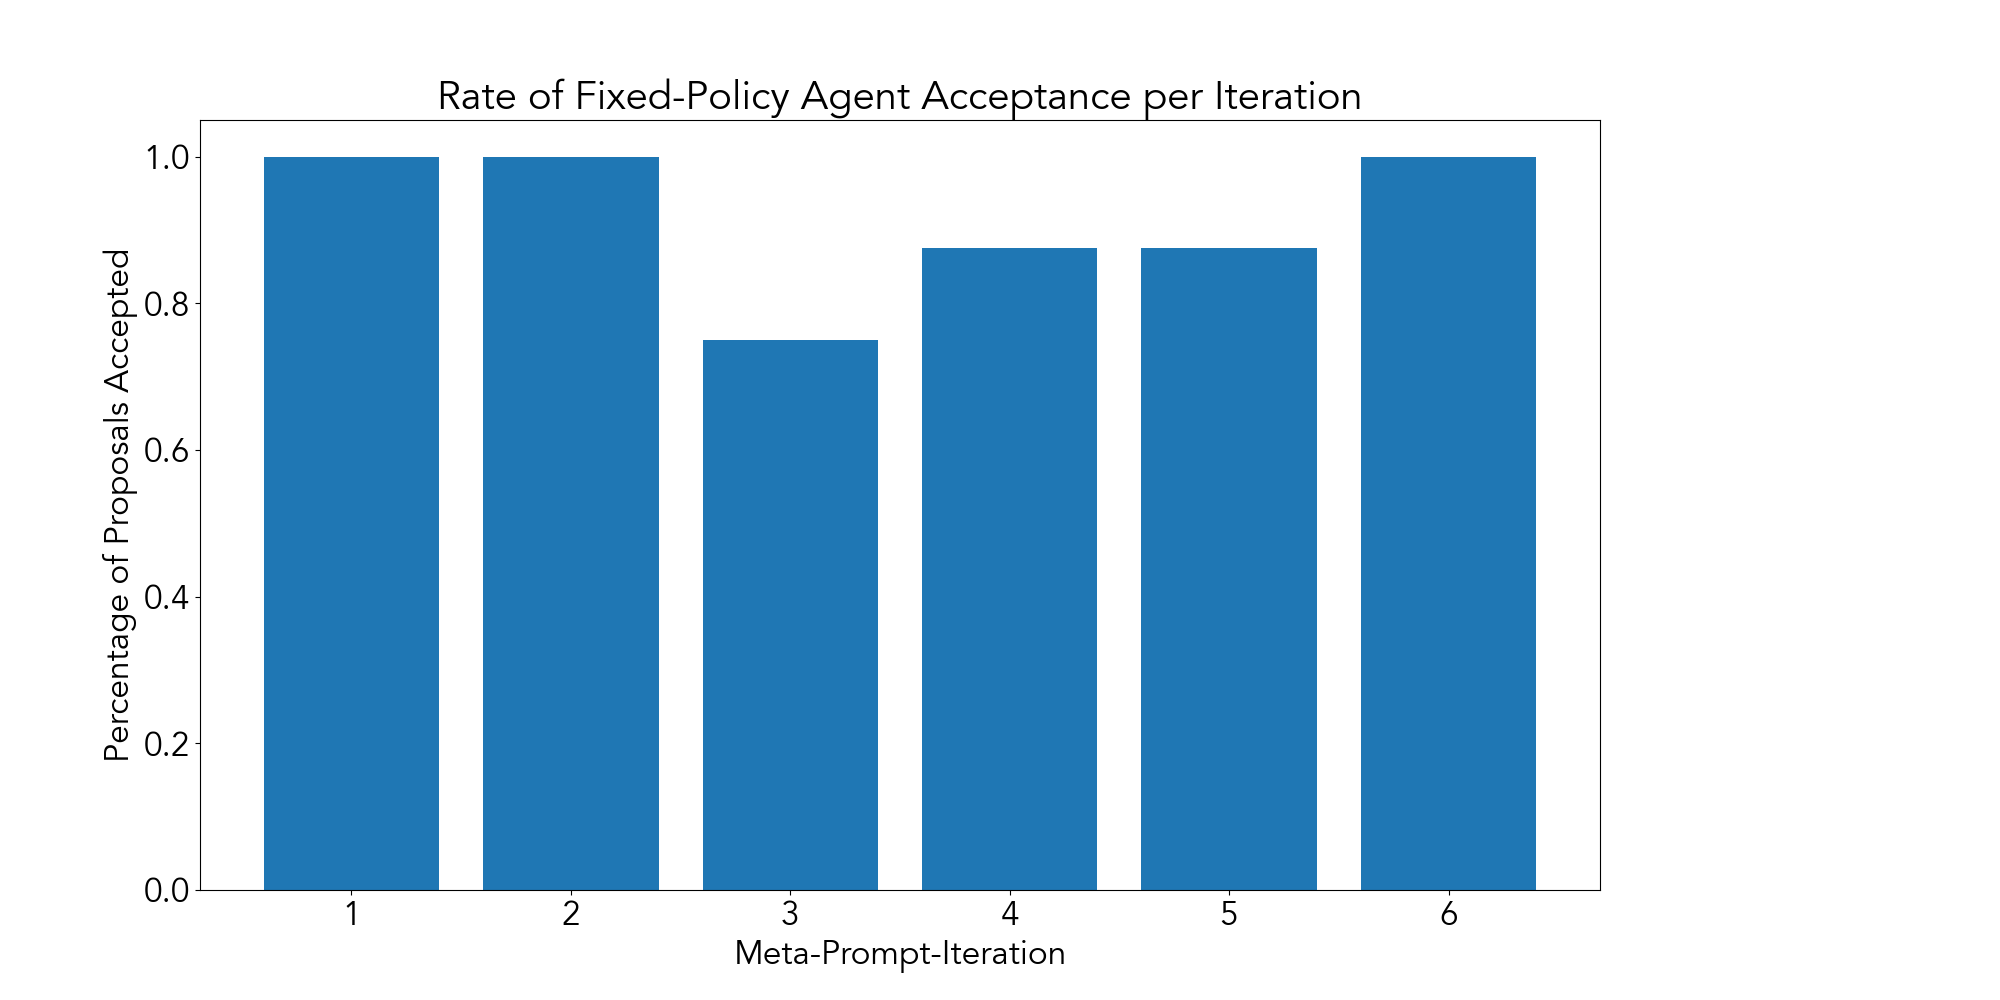 Rate of Fixed-Policy Agent Acceptance per Iteration
Percentage of Proposals Accepted
1.0
0.8
0.6
0.4
0.2
0.0
1 2 3 4 5 6
Meta-Prompt-Iteration